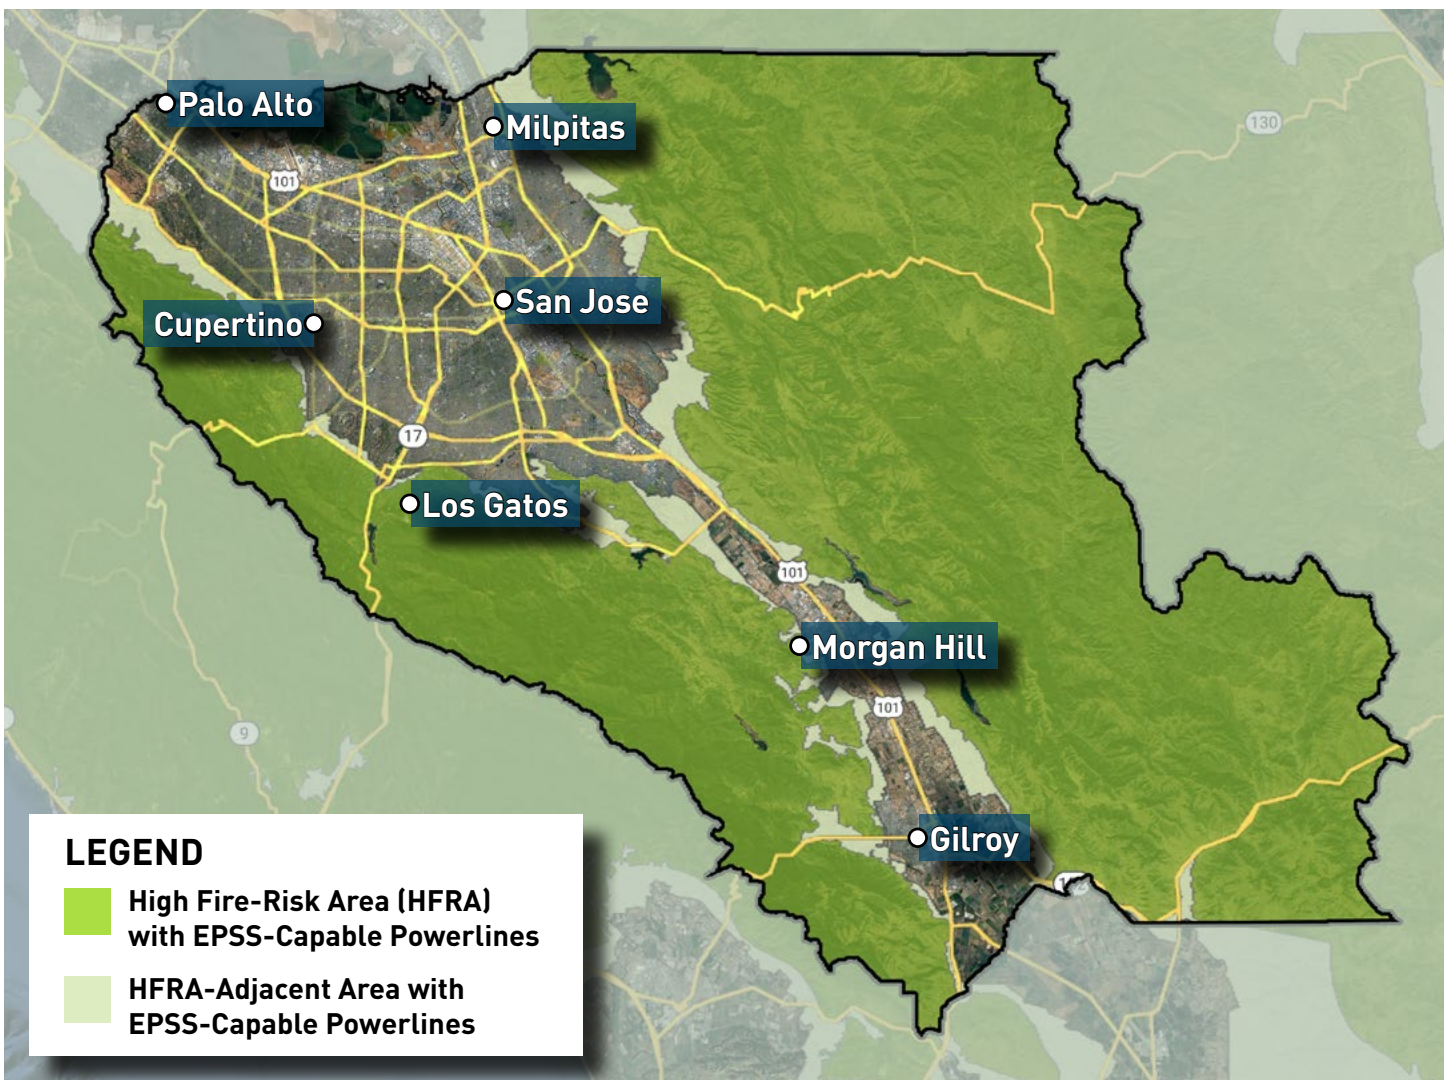 Palo Alto
Milpitas
130
101
San Jose
Cupertino
17
Los Gatos
101
Morgan Hill
101
9
Gilroy
LEGEND
High Fire-Risk Area (HFRA)
with EPSS-Capable Powerlines
HFRA-Adjacent Area with
EPSS-Capable Powerlines